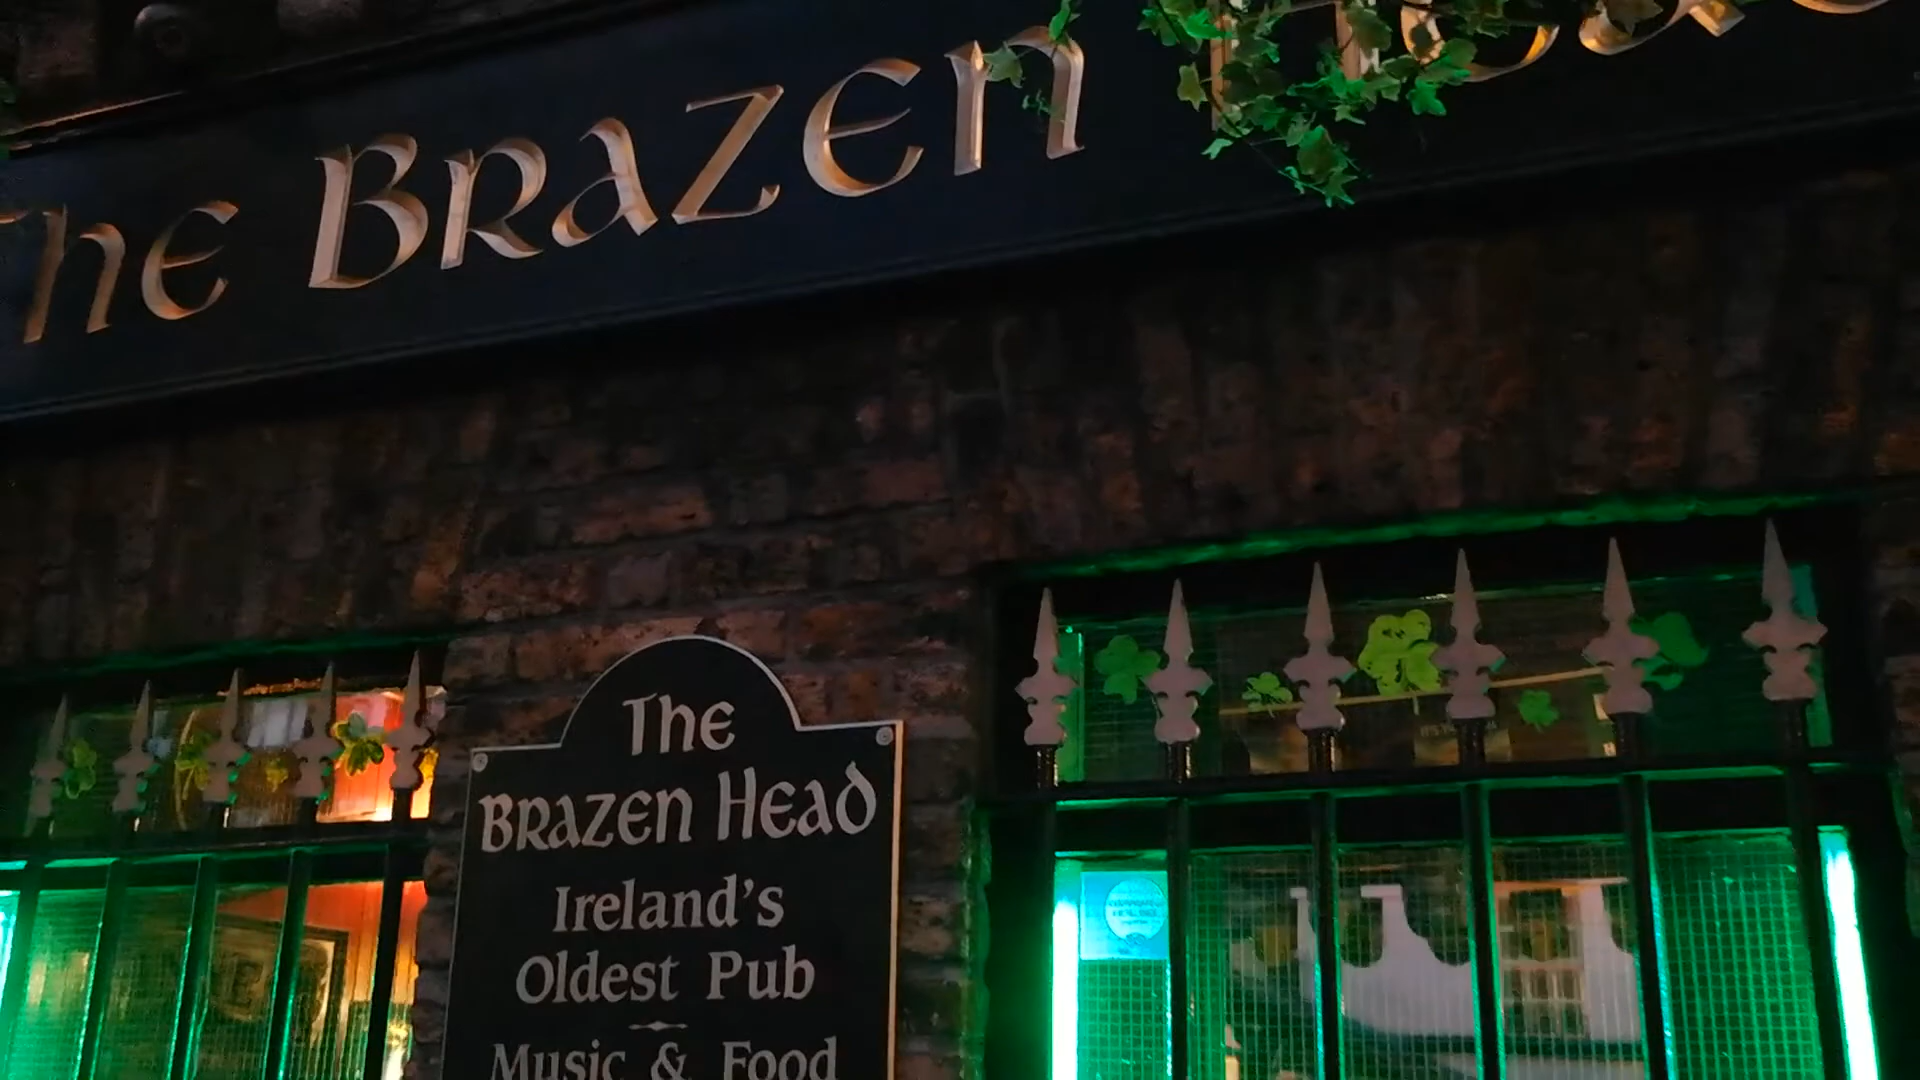 The Brazen
The
Brazen Head
Ireland's
Oldest Pub
Music & Food